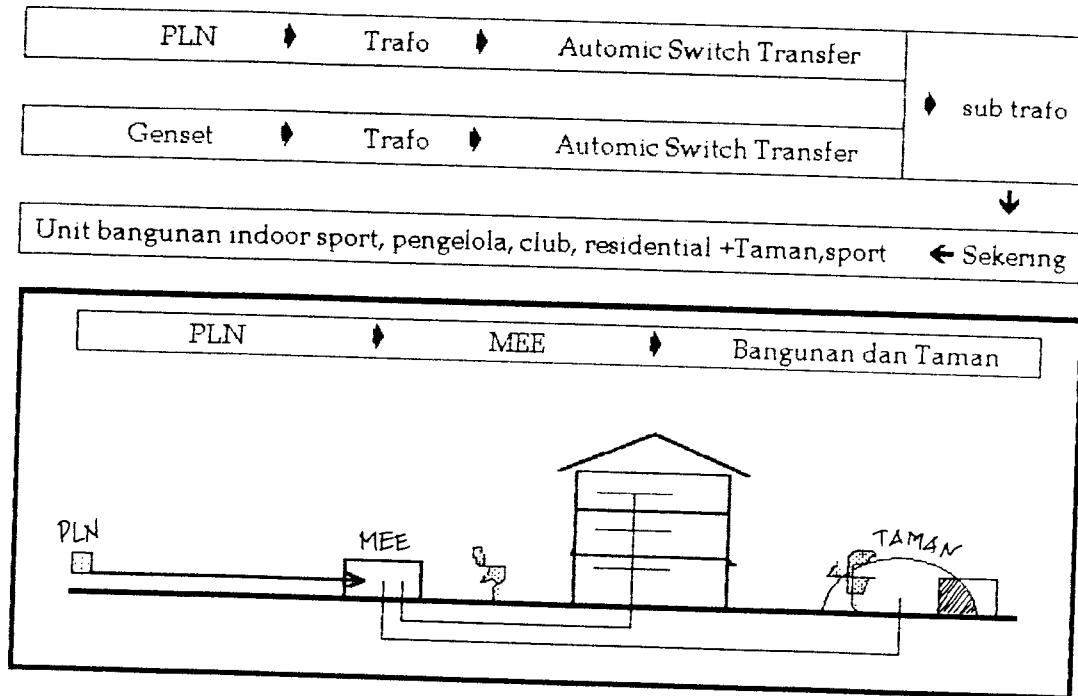 PLN ➧ Trafo ➧ Automic Switch Transfer
➧ sub trafo
Genset ➧ Trafo ➧ Automic Switch Transfer
↓
Unit bangunan indoor sport, pengelola, club, residential +Taman,sport ← Sekering
PLN ➧ MEE ➧ Bangunan dan Taman
PLN
MEE
TAMAN